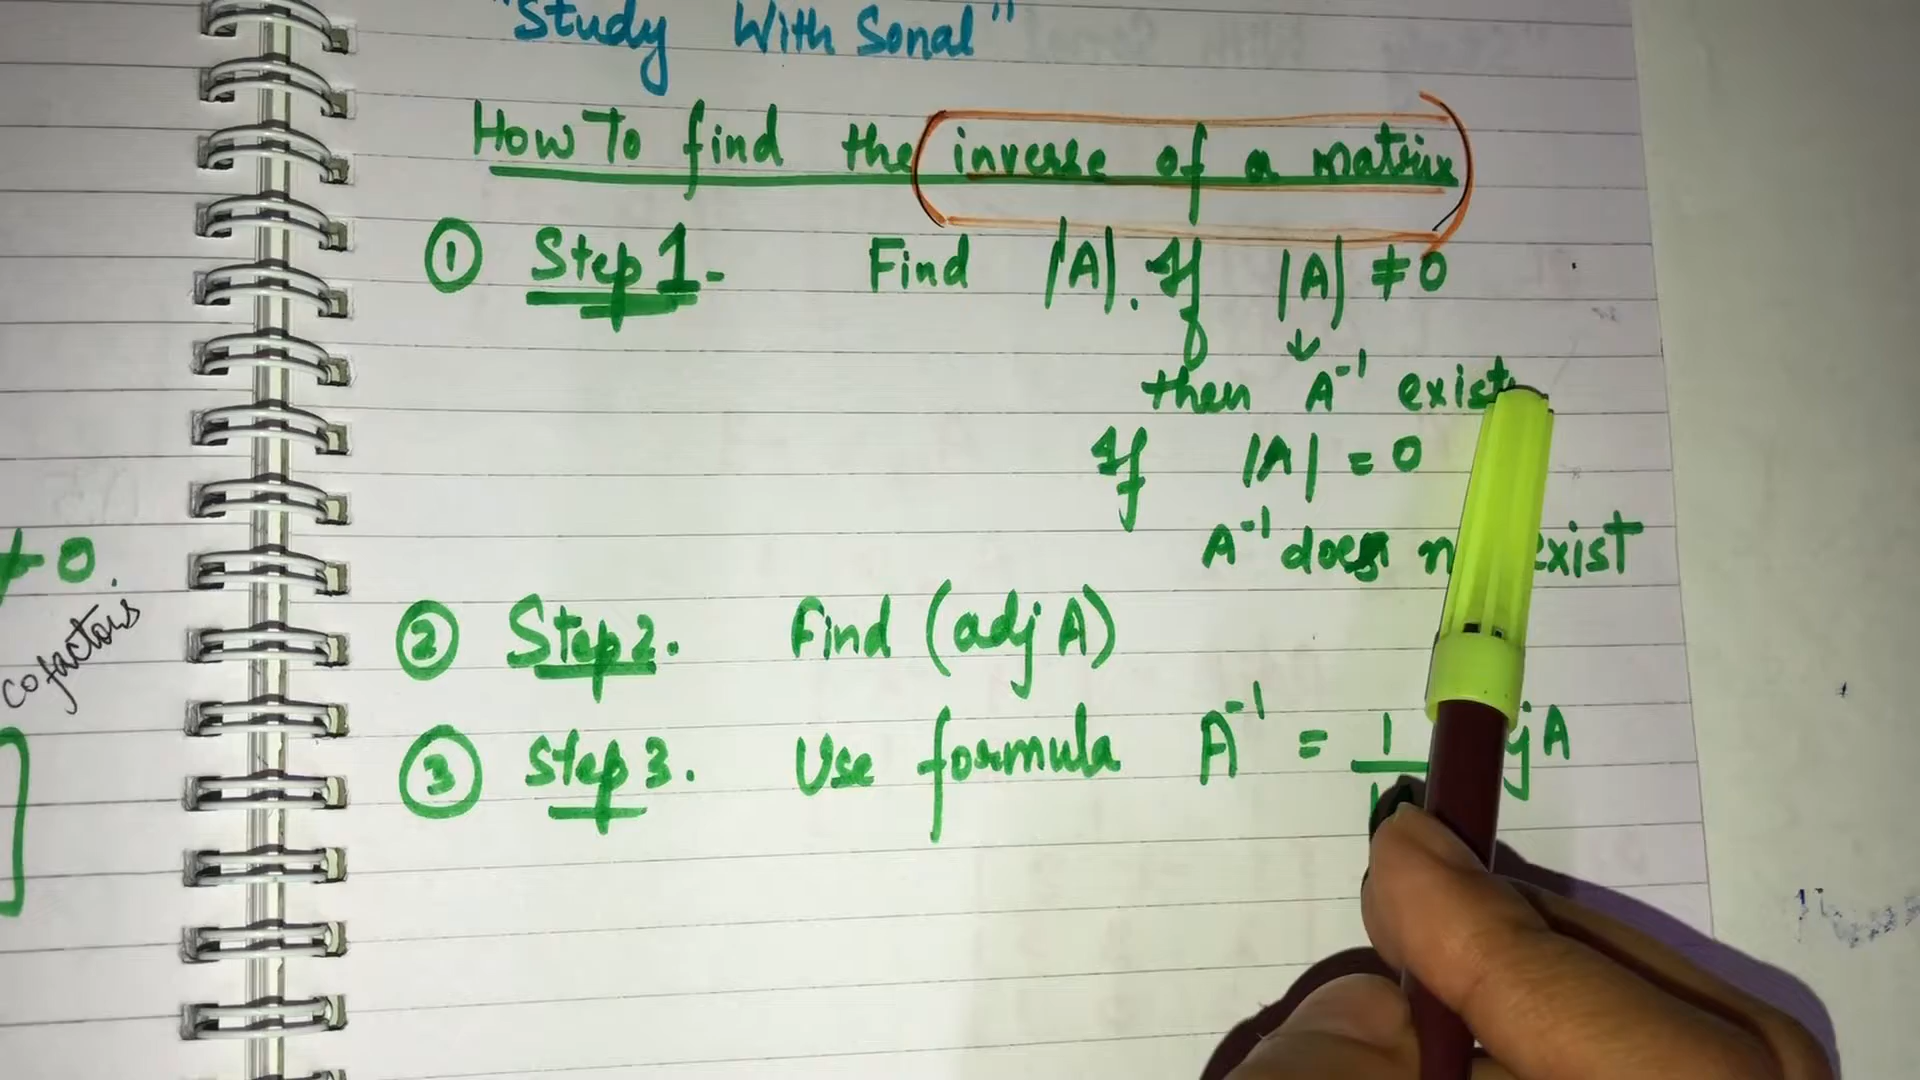 "Study With Sonal"
How To find the inverse of a matrix
① Step 1- Find |A|. If |A| ≠ 0
↓
then A⁻¹ exist
If |A| = 0
A⁻¹ does exist
② Step 2. Find (adj A)
③ Step 3. Use formula A⁻¹ = 1/| j A
≠ 0.
cofactors